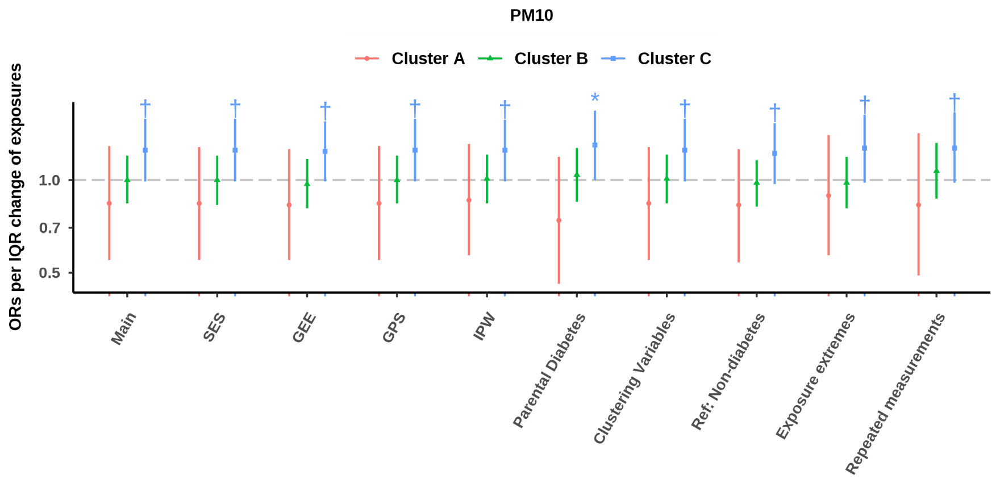 PM10
Cluster A Cluster B Cluster C
ORs per IQR change of exposures
† † † † † * † † † †
1.0
0.7
0.5
Main
SES
GEE
GPS
IPW
Parental Diabetes
Clustering Variables
Ref: Non-diabetes
Exposure extremes
Repeated measurements